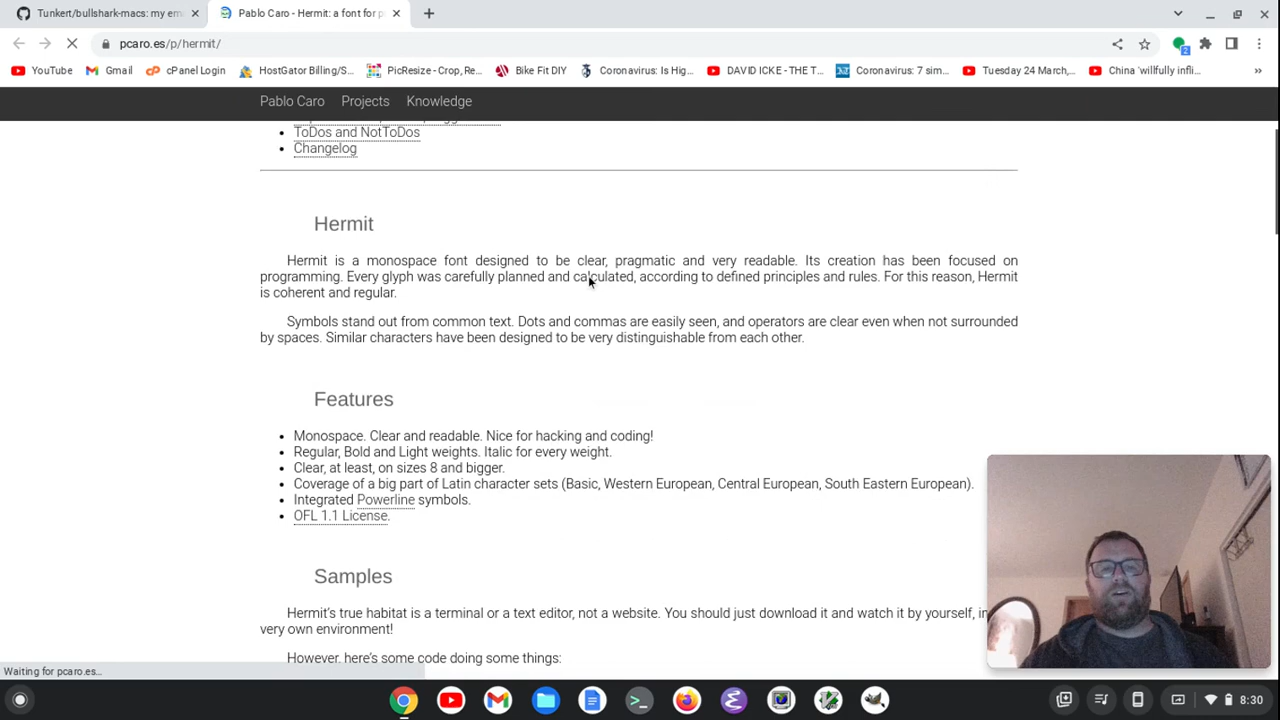 Tunkert/bullshark-macs: my em
Pablo Caro - Hermit: a font for p
pcaro.es/p/hermit/
YouTube
Gmail
cPanel Login
HostGator Billing/S...
PicResize - Crop, Re...
Bike Fit DIY
Coronavirus: Is Hig...
DAVID ICKE - THE T...
Coronavirus: 7 sim...
Tuesday 24 March,...
China 'willfully infli...
»
2
Pablo Caro Projects Knowledge
• ToDos and NotToDos
• Changelog
Hermit
Hermit is a monospace font designed to be clear, pragmatic and very readable. Its creation has been focused on
programming. Every glyph was carefully planned and calculated, according to defined principles and rules. For this reason, Hermit
is coherent and regular.
Symbols stand out from common text. Dots and commas are easily seen, and operators are clear even when not surrounded
by spaces. Similar characters have been designed to be very distinguishable from each other.
Features
• Monospace. Clear and readable. Nice for hacking and coding!
• Regular, Bold and Light weights. Italic for every weight.
• Clear, at least, on sizes 8 and bigger.
• Coverage of a big part of Latin character sets (Basic, Western European, Central European, South Eastern European).
• Integrated Powerline symbols.
• OFL 1.1 License.
Samples
Hermit's true habitat is a terminal or a text editor, not a website. You should just download it and watch it by yourself, in
very own environment!
However, here's some code doing some things:
Waiting for pcaro.es...
8:30